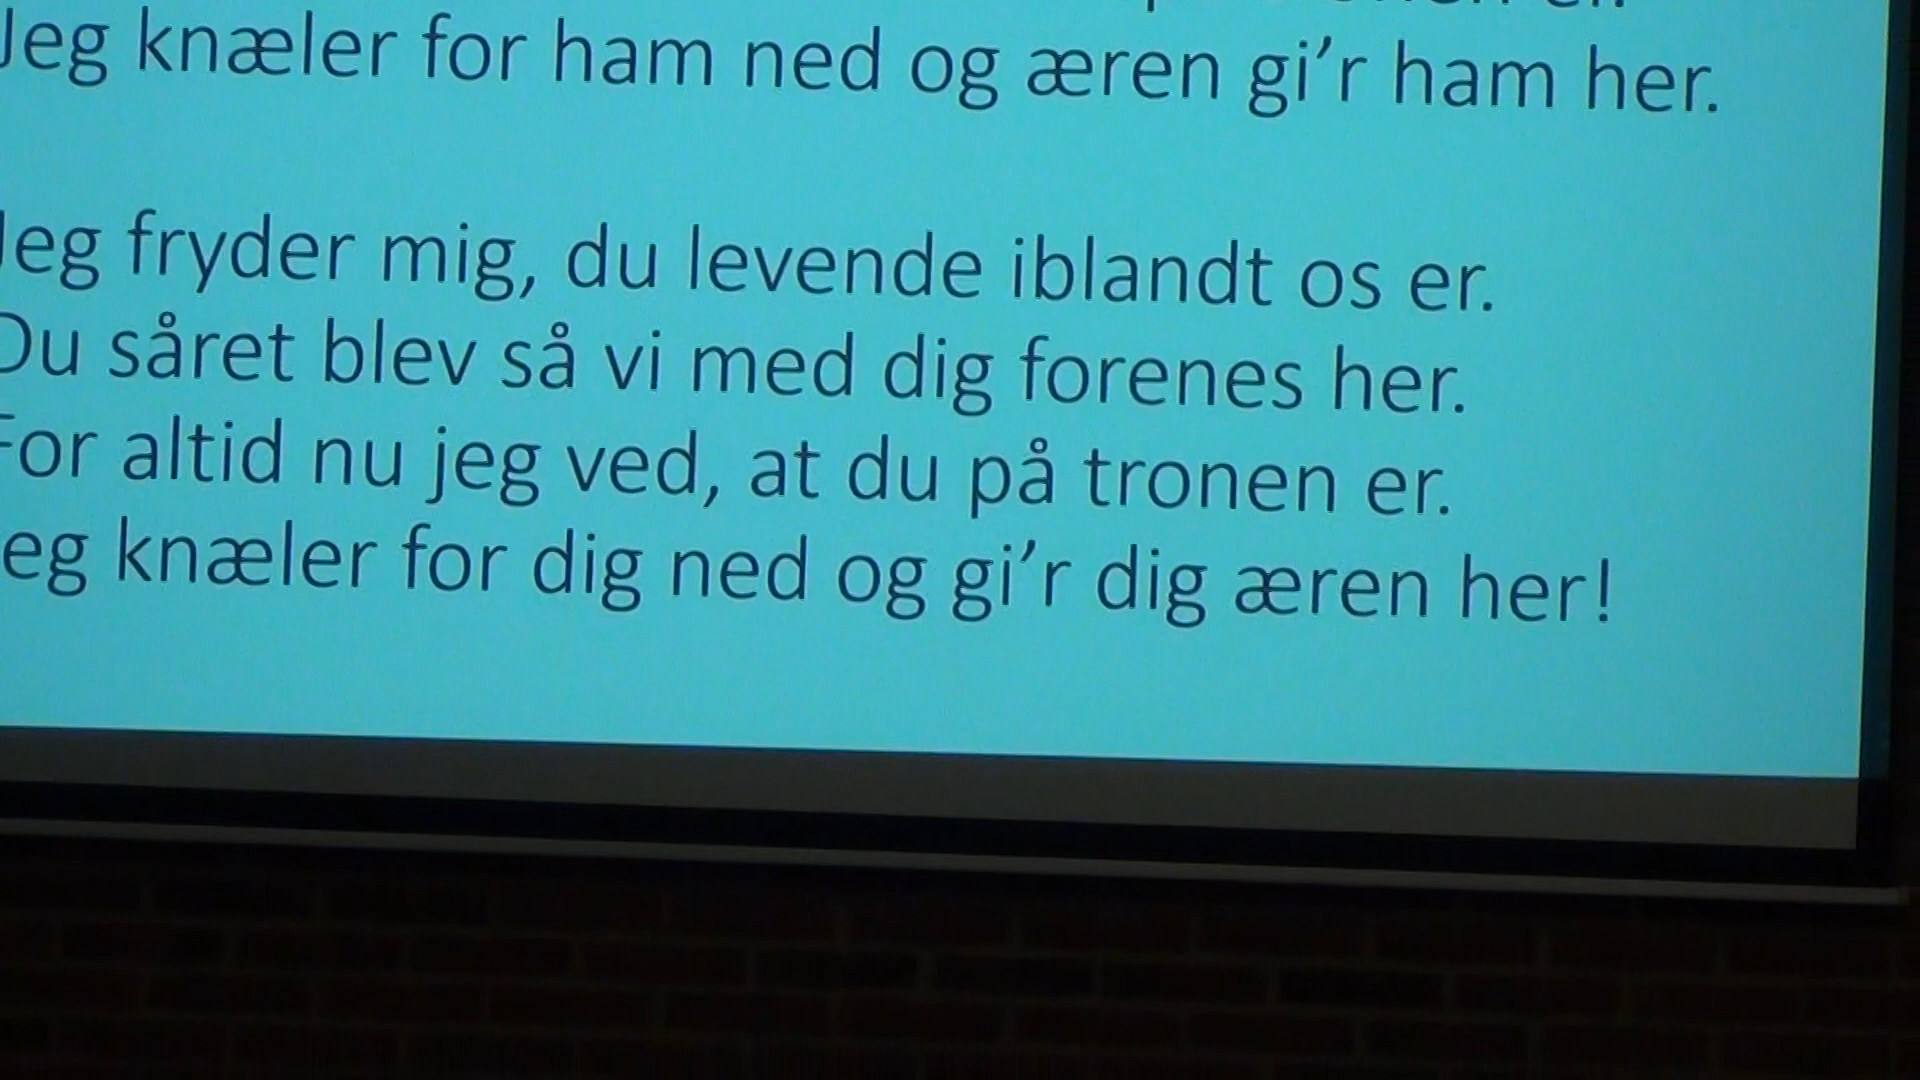 Jeg knæler for ham ned og æren gi’r ham her.
Jeg fryder mig, du levende iblandt os er.
Du såret blev så vi med dig forenes her.
For altid nu jeg ved, at du på tronen er.
eg knæler for dig ned og gi’r dig æren her!